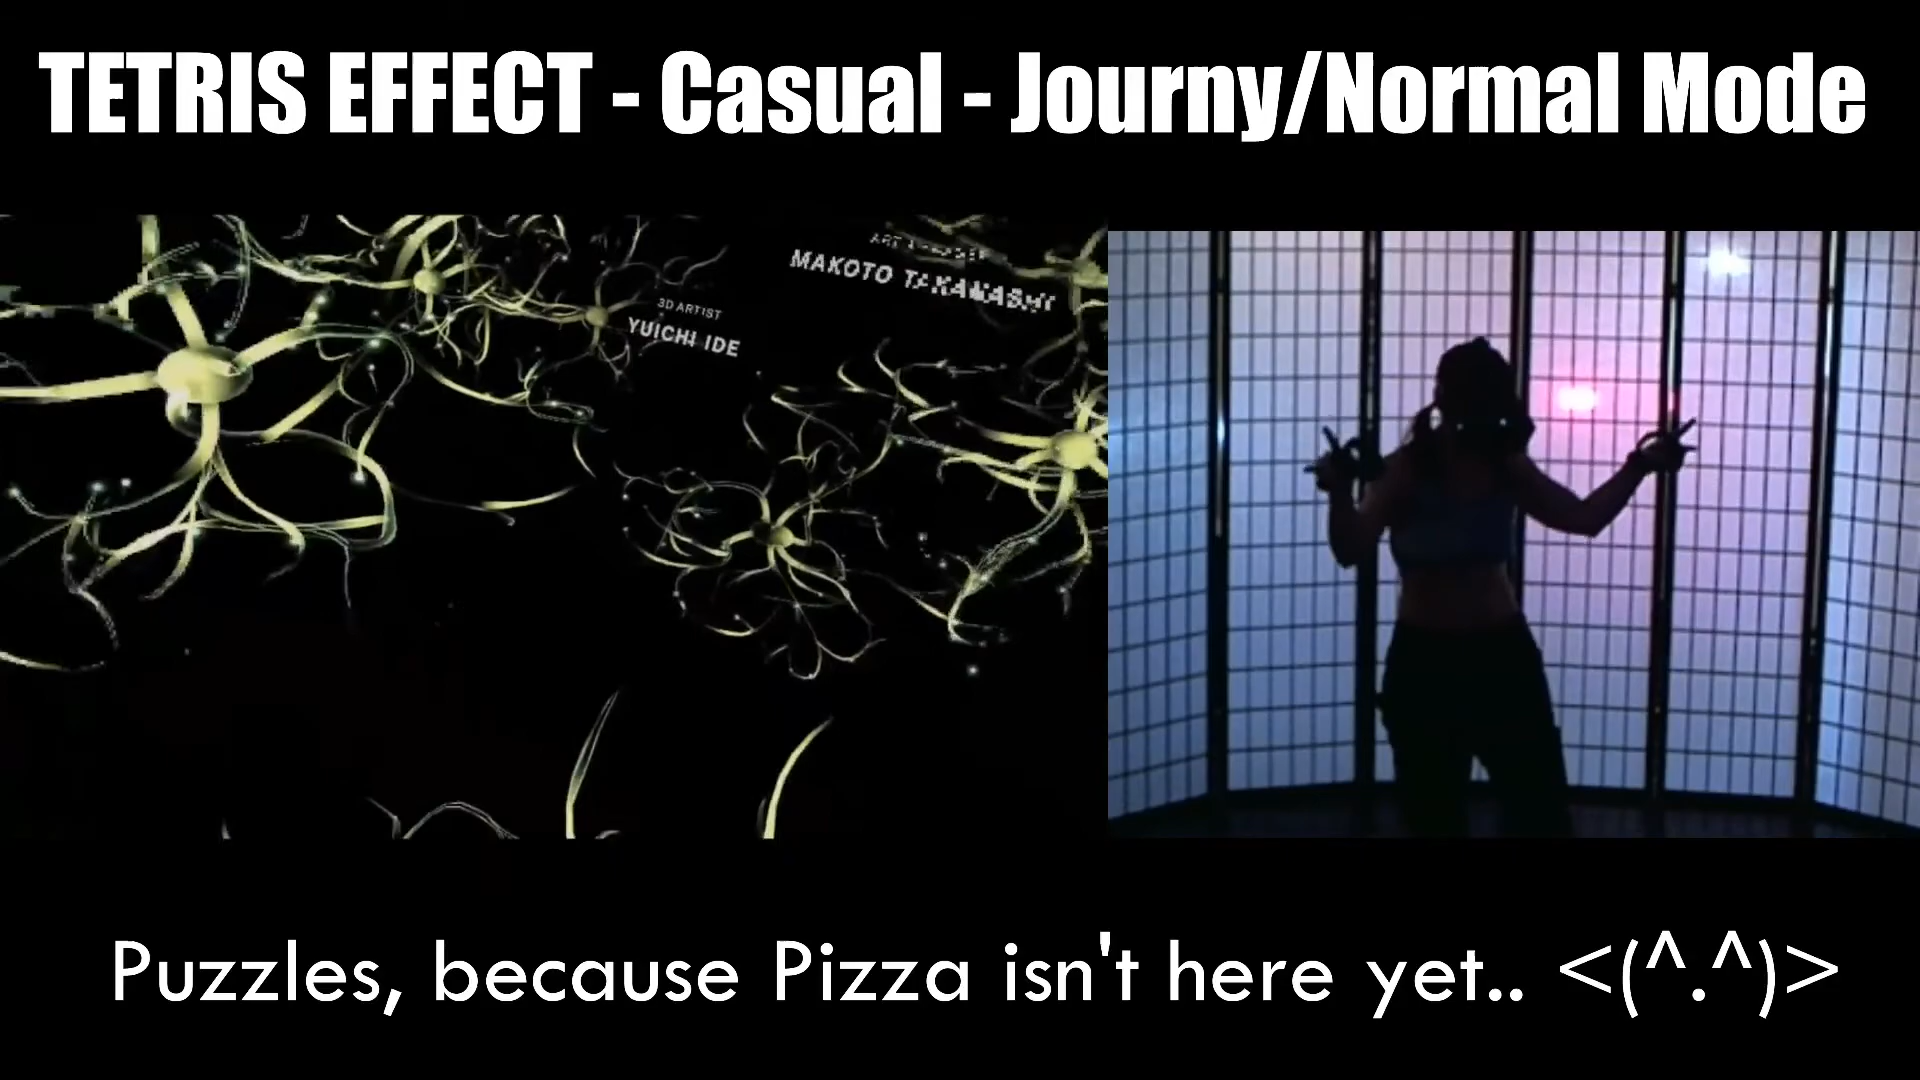 TETRIS EFFECT - Casual - Journy/Normal Mode
MAKOTO TAKAHASHI
3D ARTIST
YUICHI IDE
Puzzles, because Pizza isn't here yet.. <(^.^)>